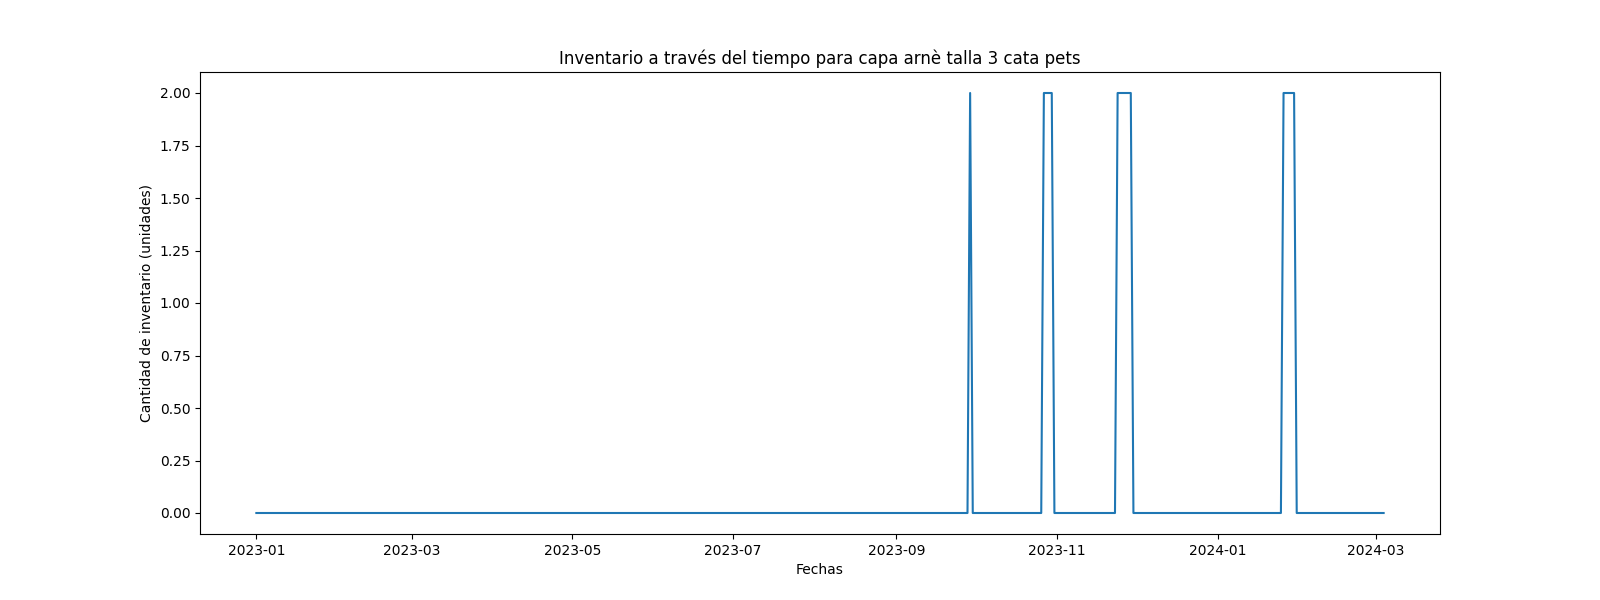 Inventario a través del tiempo para capa arnè talla 3 cata pets
2.00
1.75
1.50
1.25
1.00
0.75
0.50
0.25
0.00
Cantidad de inventario (unidades)
2023-01 2023-03 2023-05 2023-07 2023-09 2023-11 2024-01 2024-03
Fechas